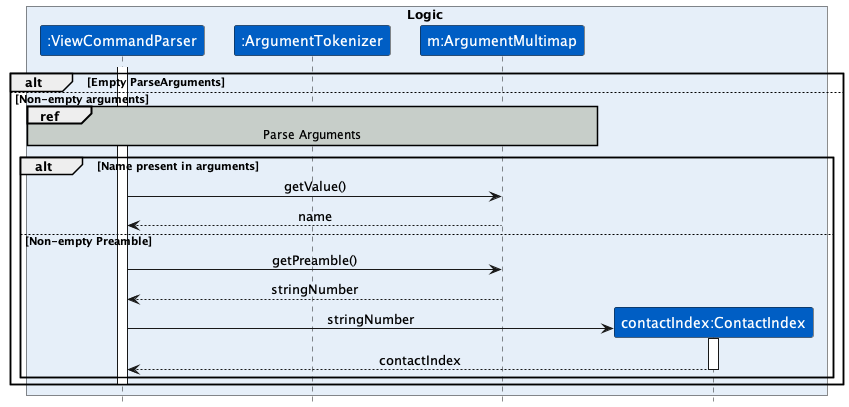 Logic
:ViewCommandParser
:ArgumentTokenizer
m:ArgumentMultimap
alt [Empty ParseArguments]
[Non-empty arguments]
ref
Parse Arguments
alt [Name present in arguments]
getValue()
name
[Non-empty Preamble]
getPreamble()
stringNumber
stringNumber
contactIndex:ContactIndex
contactIndex